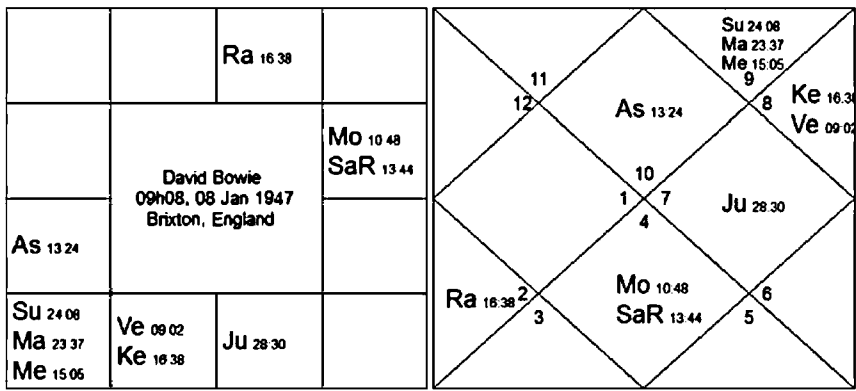 Ra 16 38
Mo 10 48
SaR 13 44
David Bowie
09h08, 08 Jan 1947
Brixton, England
As 13 24
Su 24 08
Ma 23 37
Me 15 05
Ve 09 02
Ke 16 38
Ju 28:30
Su 24 08
Ma 23.37
Me 15:05
11
9
12
8
As 13 24
Ke 16.38
Ve 09 02
10
1 7
4
Ju 28:30
Ra 16:38
2
Mo 10:48
SaR 13:44
6
3
5